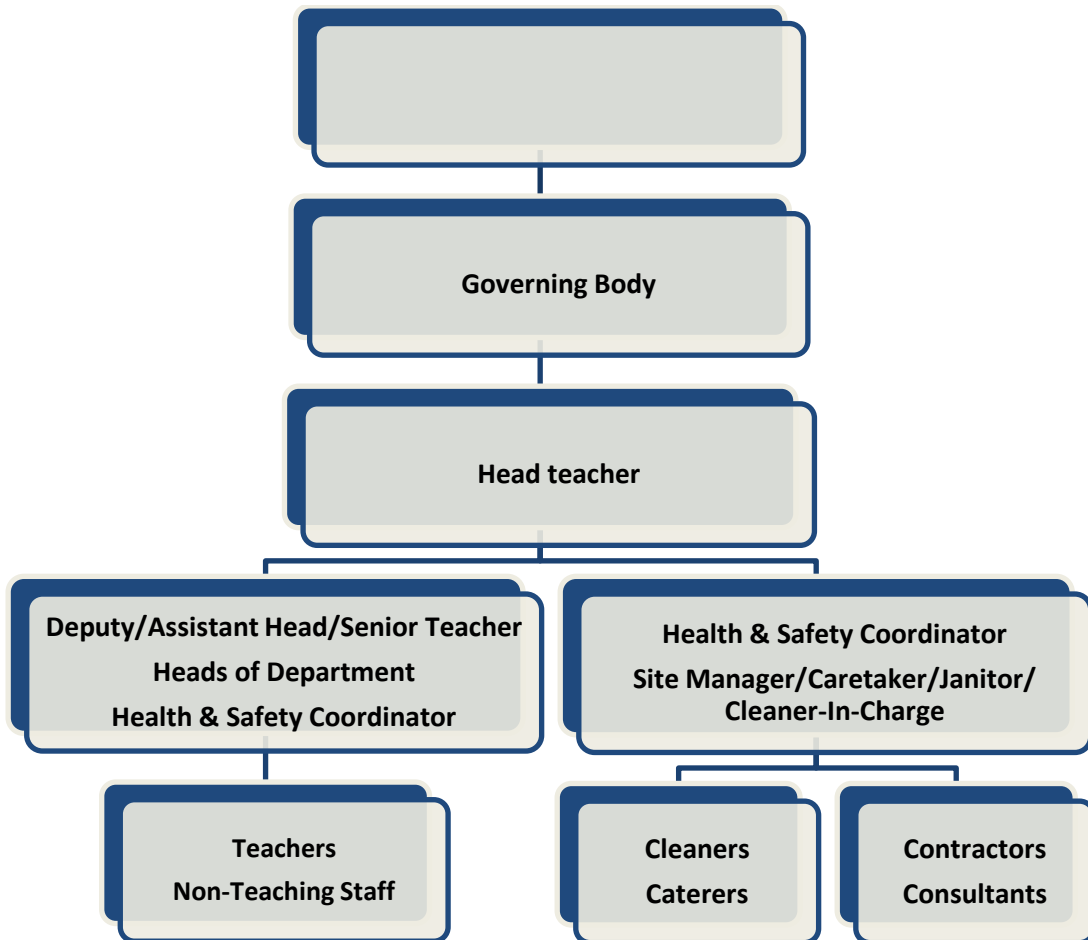 Governing Body
Head teacher
Deputy/Assistant Head/Senior Teacher
Heads of Department
Health & Safety Coordinator
Health & Safety Coordinator
Site Manager/Caretaker/Janitor/
Cleaner-In-Charge
Teachers
Non-Teaching Staff
Cleaners
Caterers
Contractors
Consultants